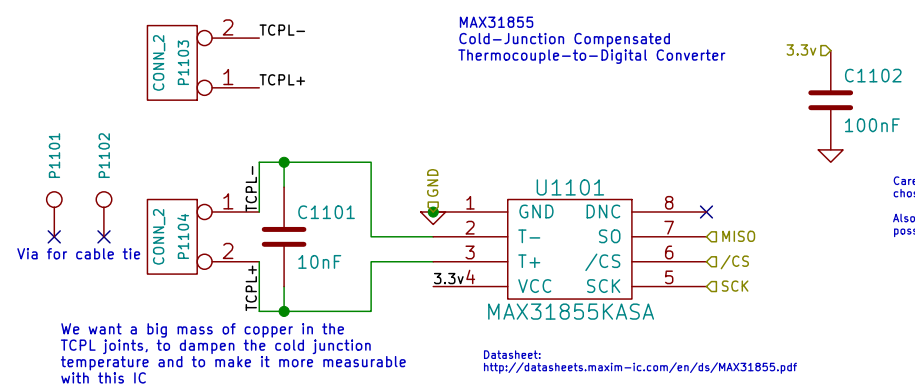 MAX31855
Cold-Junction Compensated
Thermocouple-to-Digital Converter
2
TCPL-
CONN_2
P1103
1
TCPL+
3.3v
C1102
100nF
P1101
P1102
Via for cable tie
CONN_2
P1104
1
TCPL-
2
TCPL+
C1101
10nF
GND
U1101
1
GND
DNC
8
2
T-
SO
7
MISO
3
T+
/CS
6
/CS
3.3v
4
VCC
SCK
5
SCK
MAX31855KASA
Care
Also
We want a big mass of copper in the
TCPL joints, to dampen the cold junction
temperature and to make it more measurable
with this IC
Datasheet:
http://datasheets.maxim-ic.com/en/ds/MAX31855.pdf